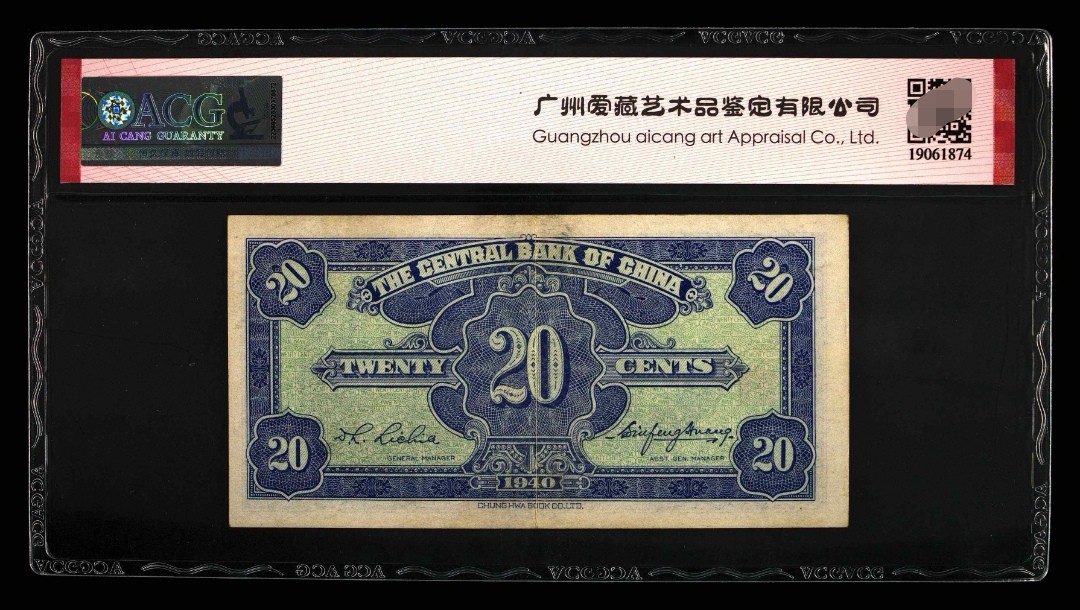 ACG
AI CANG GUARANTY
广州爱藏艺术品鉴定有限公司
Guangzhou aicang art Appraisal Co., Ltd.
19061874
THE CENTRAL BANK OF CHINA
20 20
TWENTY 20 CENTS
20 20
GENERAL MANAGER ASST. GEN. MANAGER
1940
CHUNG HWA BOOK CO., LTD.